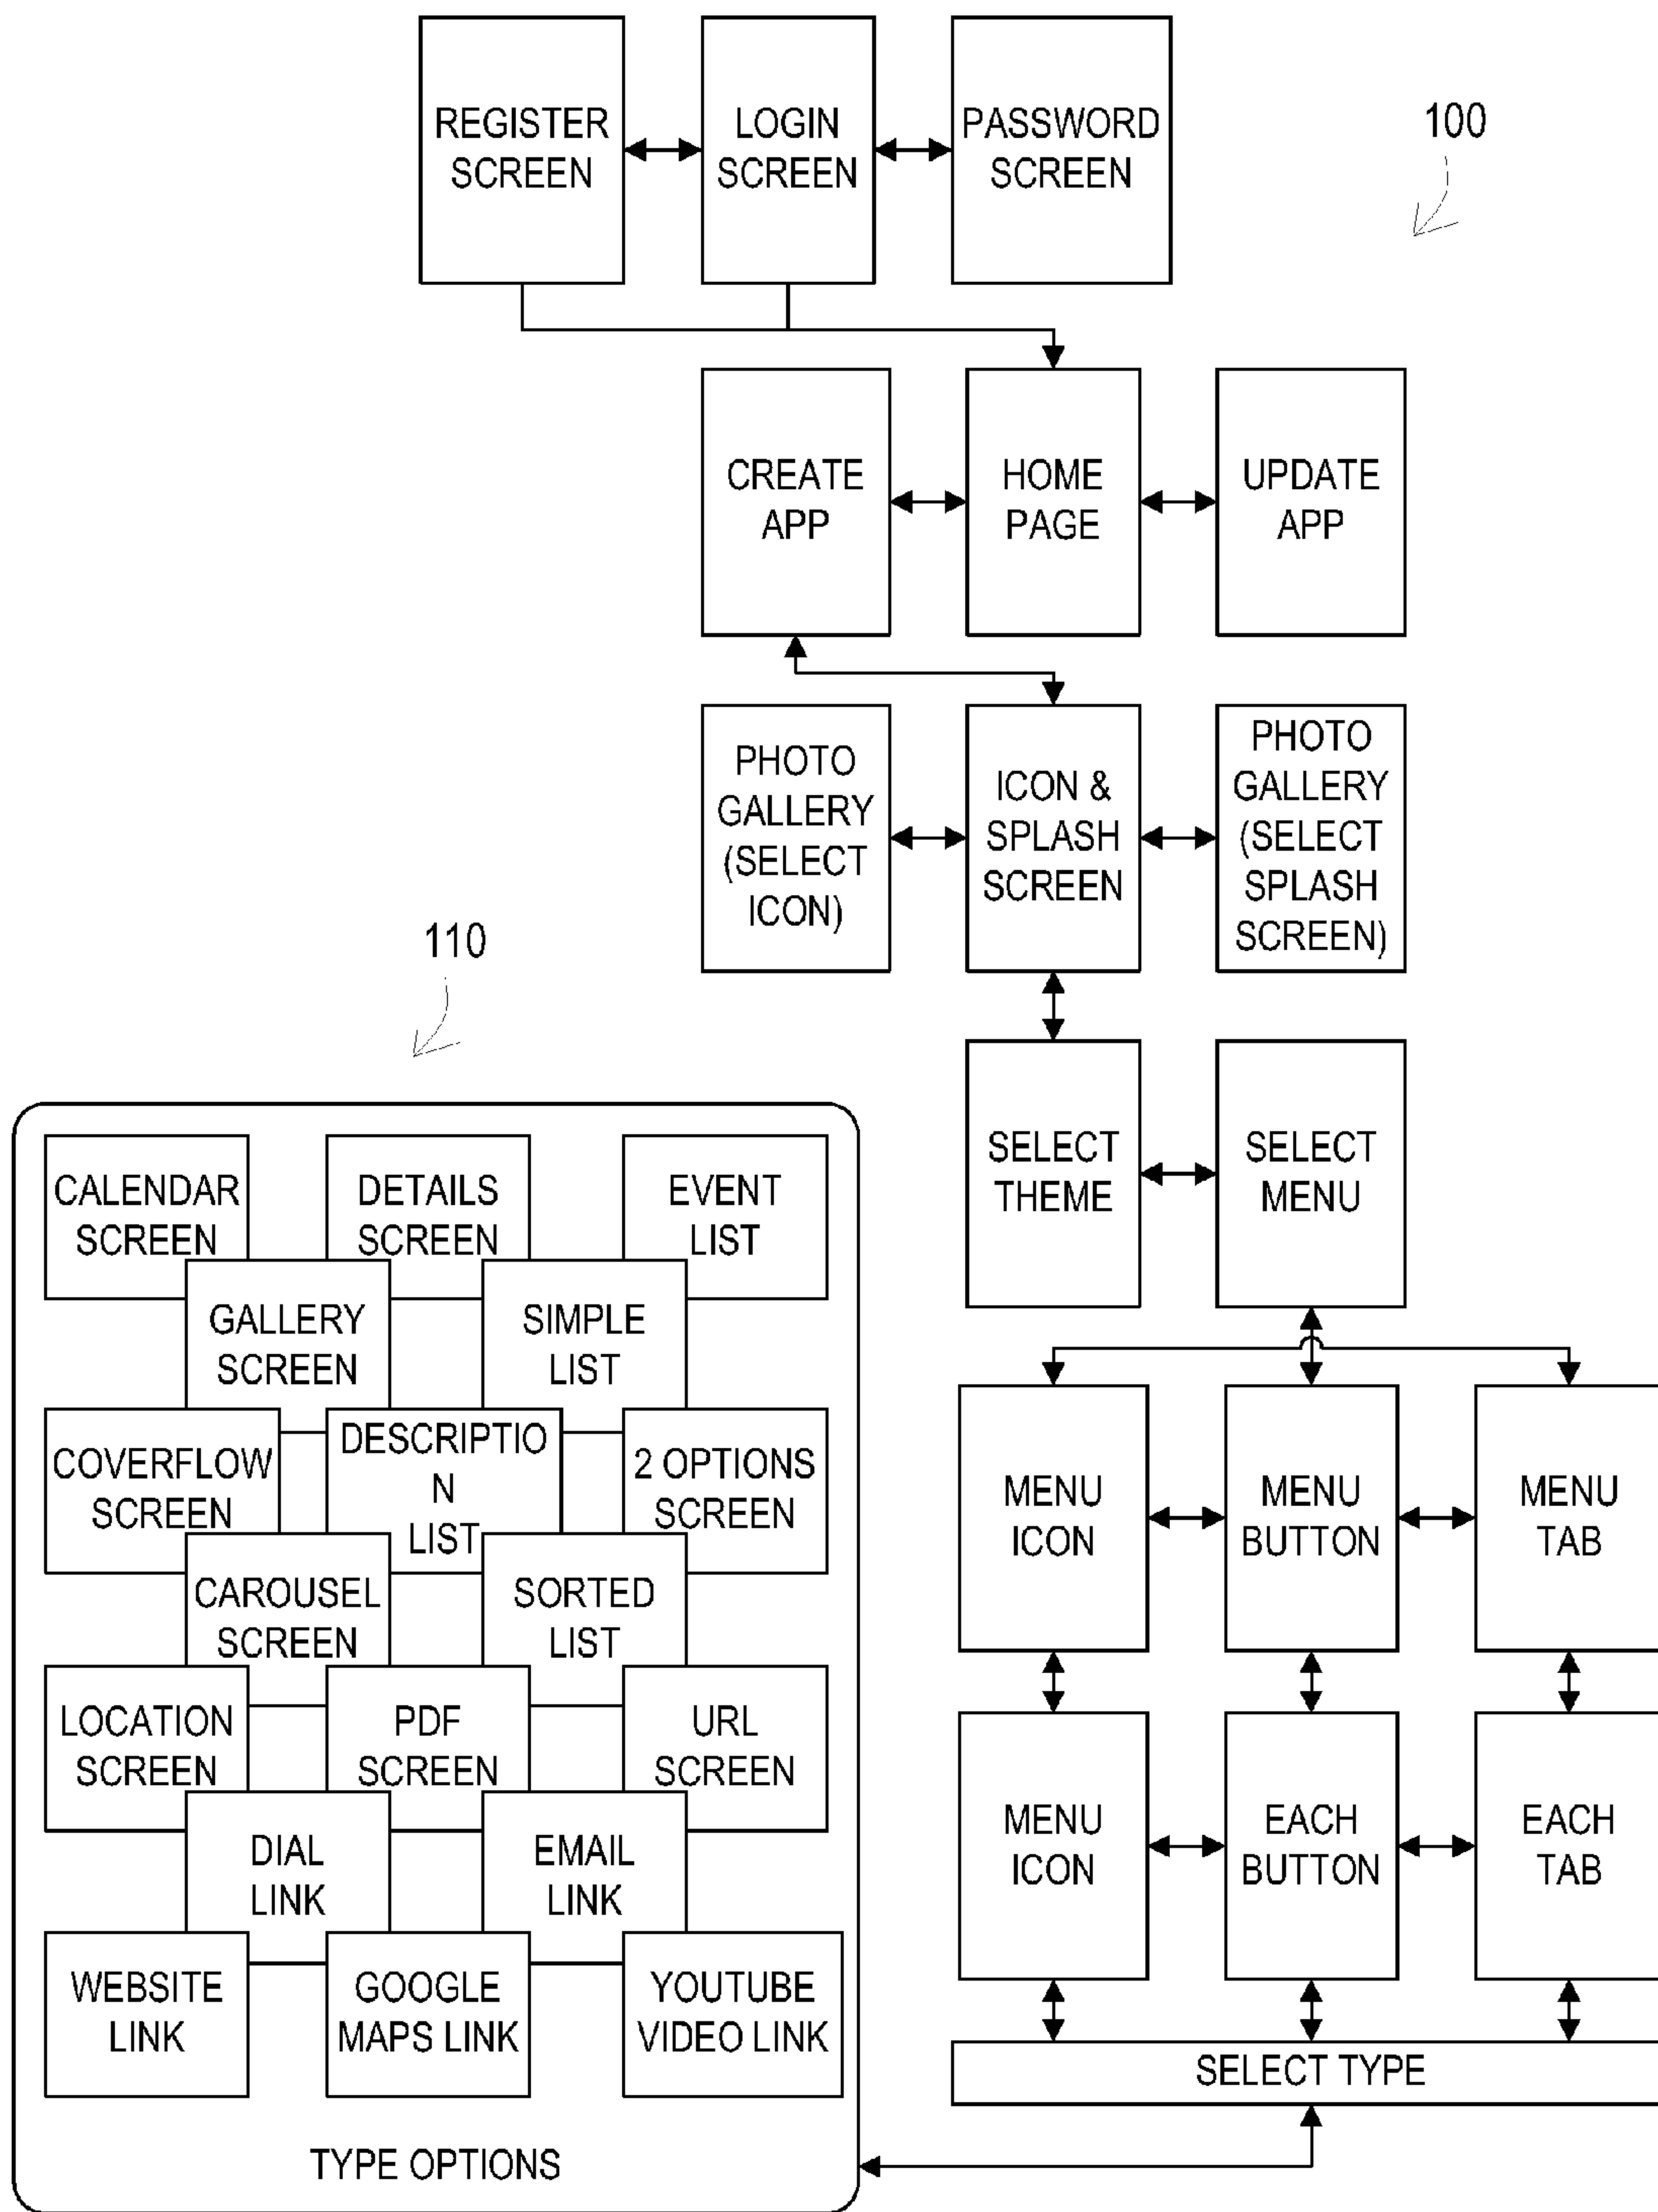 REGISTER
SCREEN
LOGIN
SCREEN
PASSWORD
SCREEN
100
CREATE
APP
HOME
PAGE
UPDATE
APP
PHOTO
GALLERY
(SELECT
ICON)
ICON &
SPLASH
SCREEN
PHOTO
GALLERY
(SELECT
SPLASH
SCREEN)
110
SELECT
THEME
SELECT
MENU
CALENDAR
SCREEN
DETAILS
SCREEN
EVENT
LIST
GALLERY
SCREEN
SIMPLE
LIST
COVERFLOW
SCREEN
DESCRIPTIO
N
LIST
2 OPTIONS
SCREEN
CAROUSEL
SCREEN
SORTED
LIST
LOCATION
SCREEN
PDF
SCREEN
URL
SCREEN
DIAL
LINK
EMAIL
LINK
WEBSITE
LINK
GOOGLE
MAPS LINK
YOUTUBE
VIDEO LINK
TYPE OPTIONS
MENU
ICON
MENU
BUTTON
MENU
TAB
MENU
ICON
EACH
BUTTON
EACH
TAB
SELECT TYPE